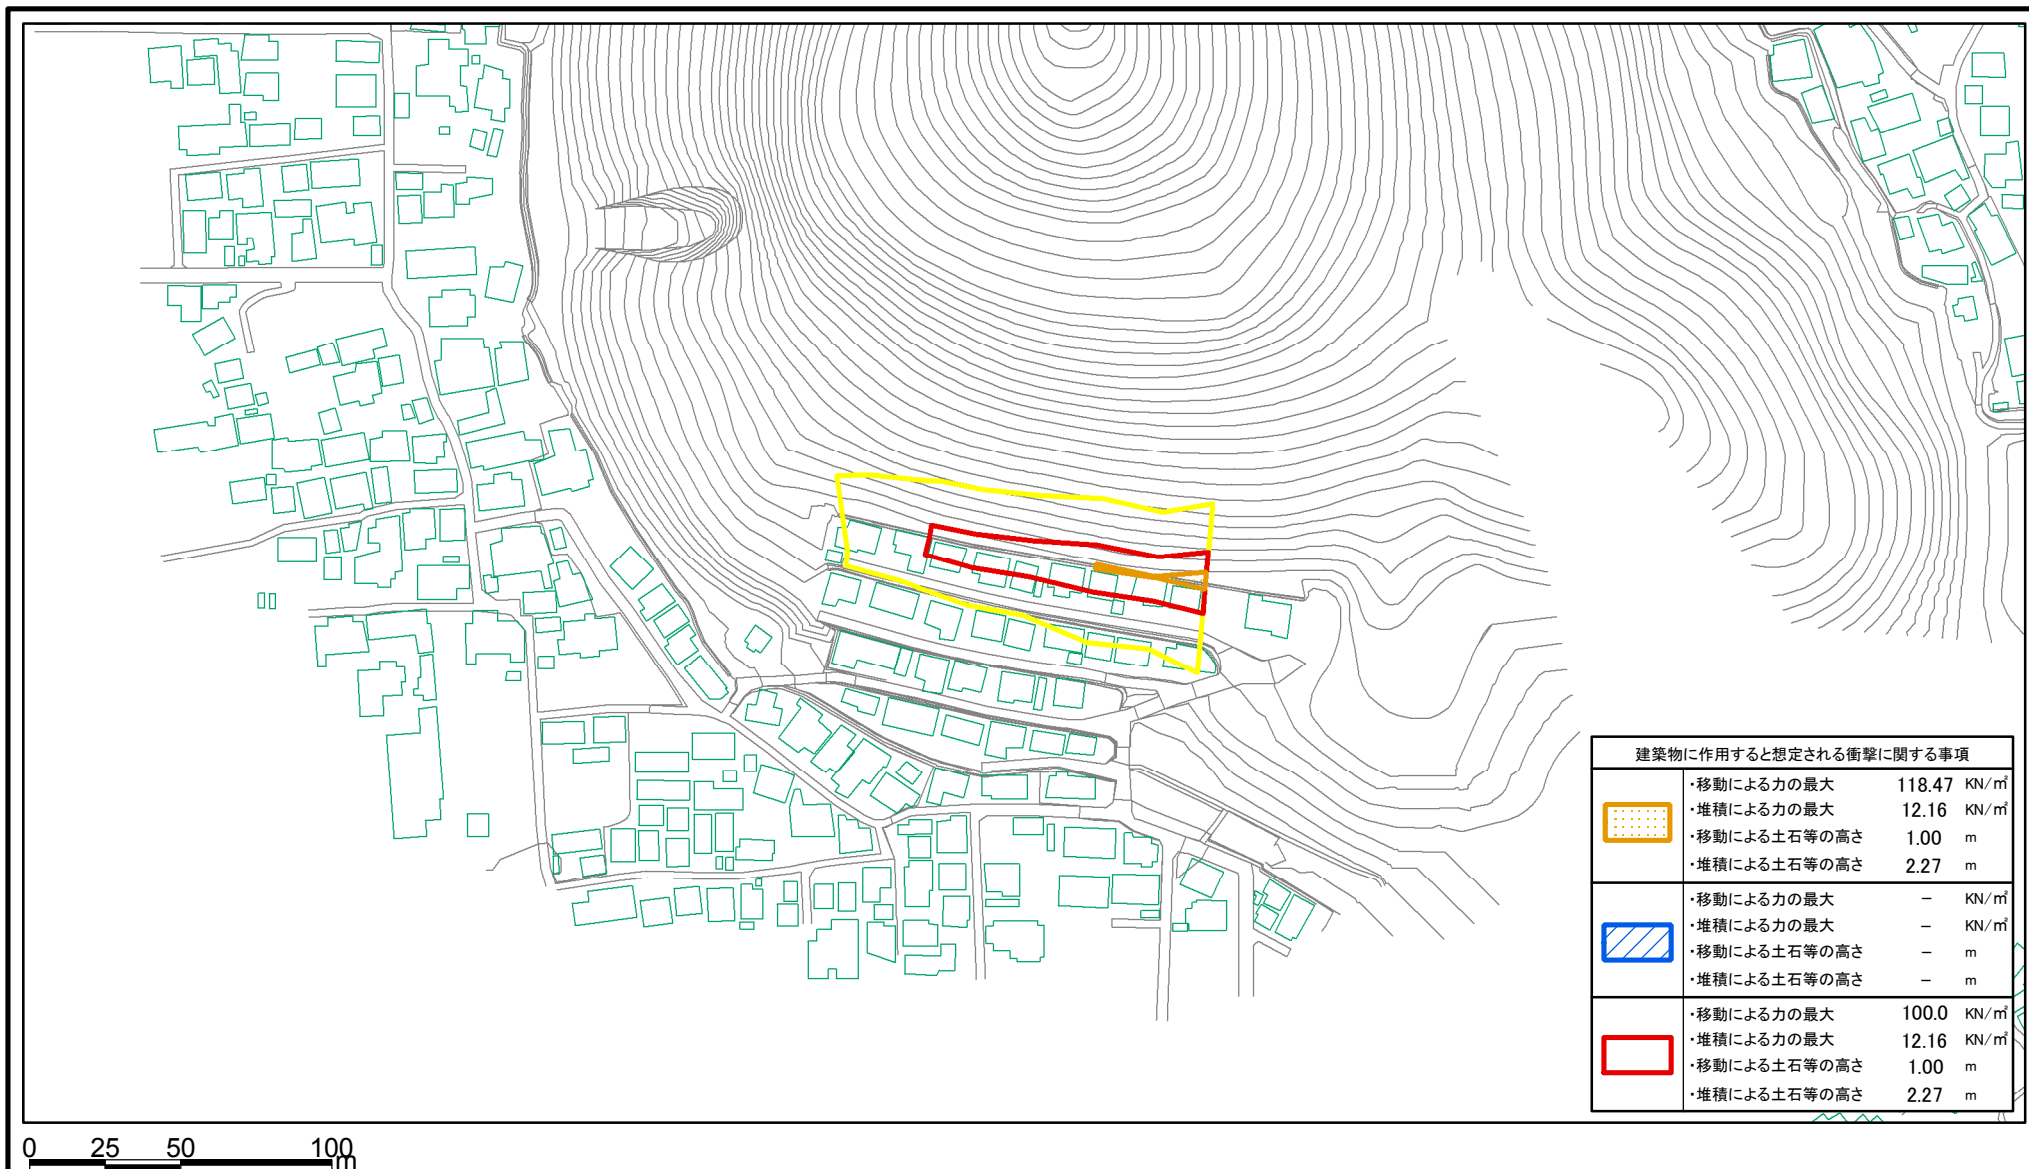 建築物に作用すると想定される衝撃に関する事項
・移動による力の最大 118.47 KN/㎡
・堆積による力の最大 12.16 KN/㎡
・移動による土石等の高さ 1.00 m
・堆積による土石等の高さ 2.27 m
・移動による力の最大 − KN/㎡
・堆積による力の最大 − KN/㎡
・移動による土石等の高さ − m
・堆積による土石等の高さ − m
・移動による力の最大 100.0 KN/㎡
・堆積による力の最大 12.16 KN/㎡
・移動による土石等の高さ 1.00 m
・堆積による土石等の高さ 2.27 m
0 25 50 100
m